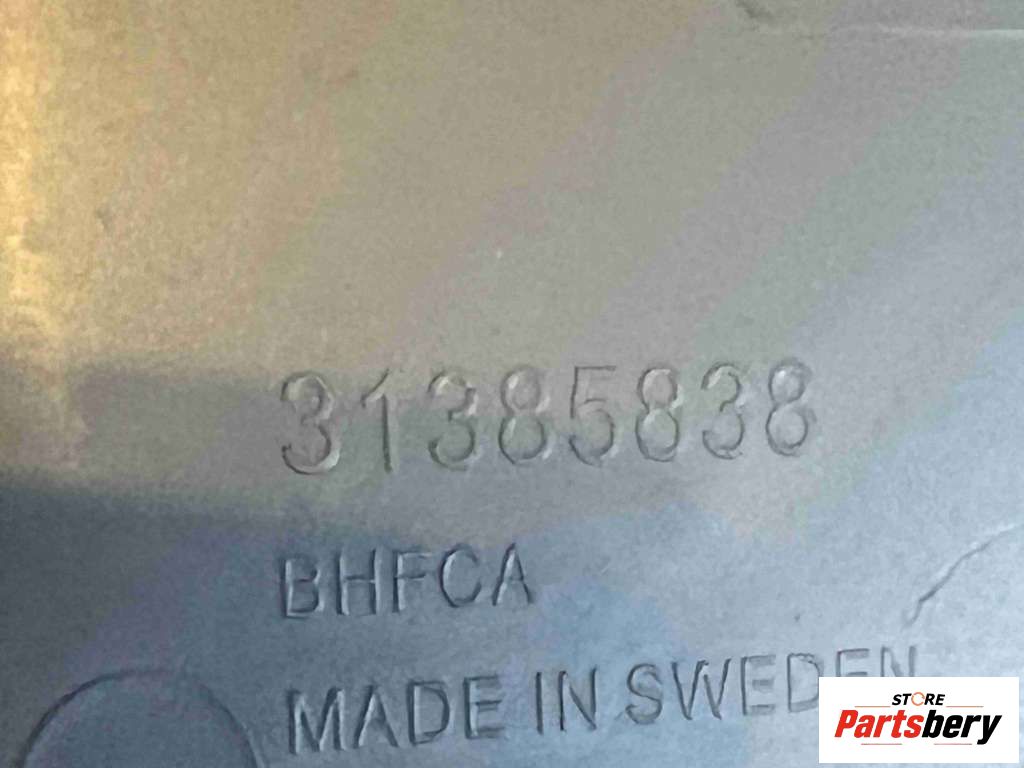 31385838
BHFCA
MADE IN SWEDEN
STORE
Partsbery